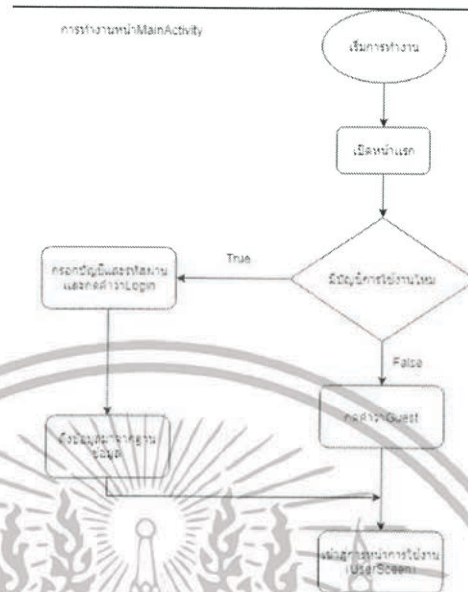 การทำงานหน้าMainActivity
เริ่มการทำงาน
เปิดหน้าแรก
มีบัญชีการใช้งานไหม
True
กรอกบัญชีและรหัสผ่าน
และกดคำว่าLogin
False
กดคำว่าGuest
ดึงข้อมูลมาจากฐาน
ข้อมูล
เข้าสู่การหน้าการใช้งาน
(UserSceen)